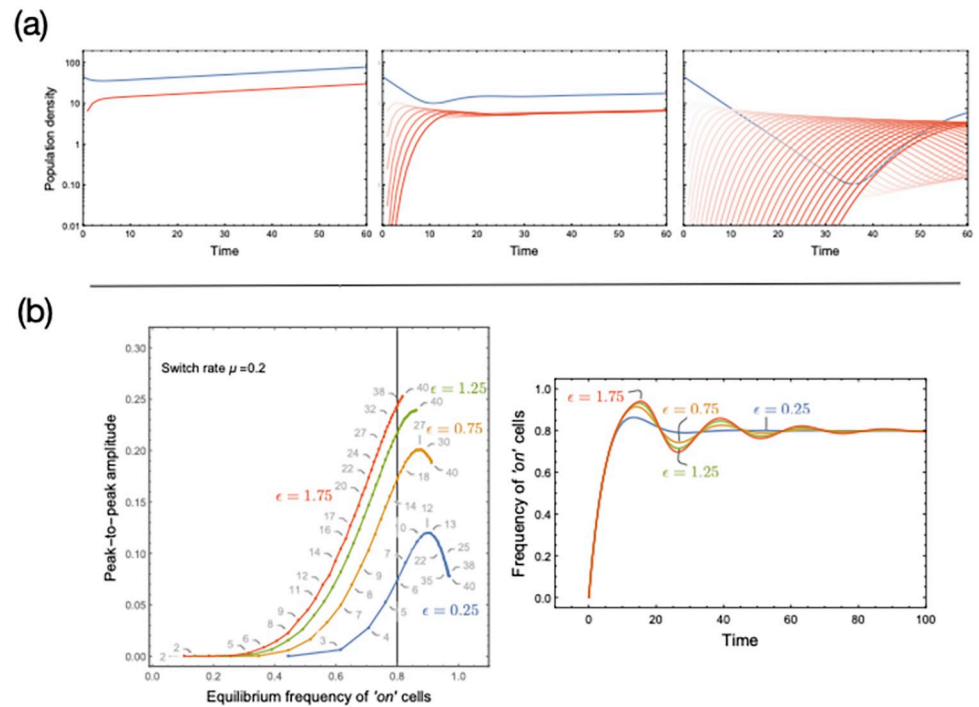 (a)
Population density
100
10
1
0.10
0.01
0 10 20 30 40 50 60
0 10 20 30 40 50 60
0 10 20 30 40 50 60
Time
Time
Time
(b)
Peak-to-peak amplitude
0.30
0.25
0.20
0.15
0.10
0.05
0.00
Switch rate μ =0.2
38
40
ϵ = 1.25
32
40
27
ϵ = 0.75
27
30
24
22
18
40
20
ϵ = 1.75
17
14
12
16
10
13
14
7
22
25
12
9
35
38
11
8
6
40
9
7
5
ϵ = 0.25
8
6
5
3
4
2
2
0.0 0.2 0.4 0.6 0.8 1.0
Equilibrium frequency of 'on' cells
Frequency of 'on' cells
1.0
0.8
0.6
0.4
0.2
0.0
ϵ = 1.75
ϵ = 0.75
ϵ = 0.25
ϵ = 1.25
0 20 40 60 80 100
Time